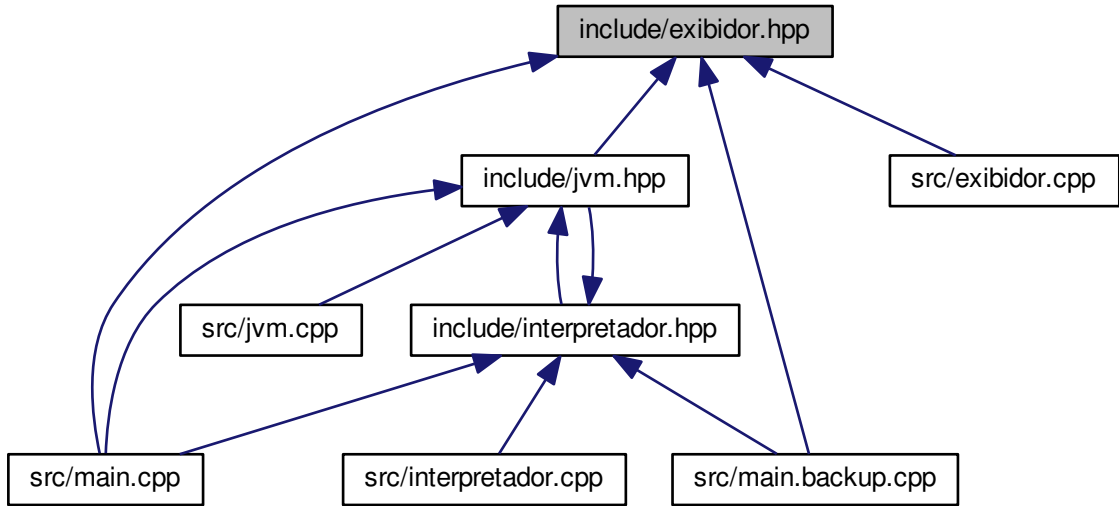 include/exibidor.hpp
include/jvm.hpp
src/exibidor.cpp
src/jvm.cpp
include/interpretador.hpp
src/main.cpp
src/interpretador.cpp
src/main.backup.cpp